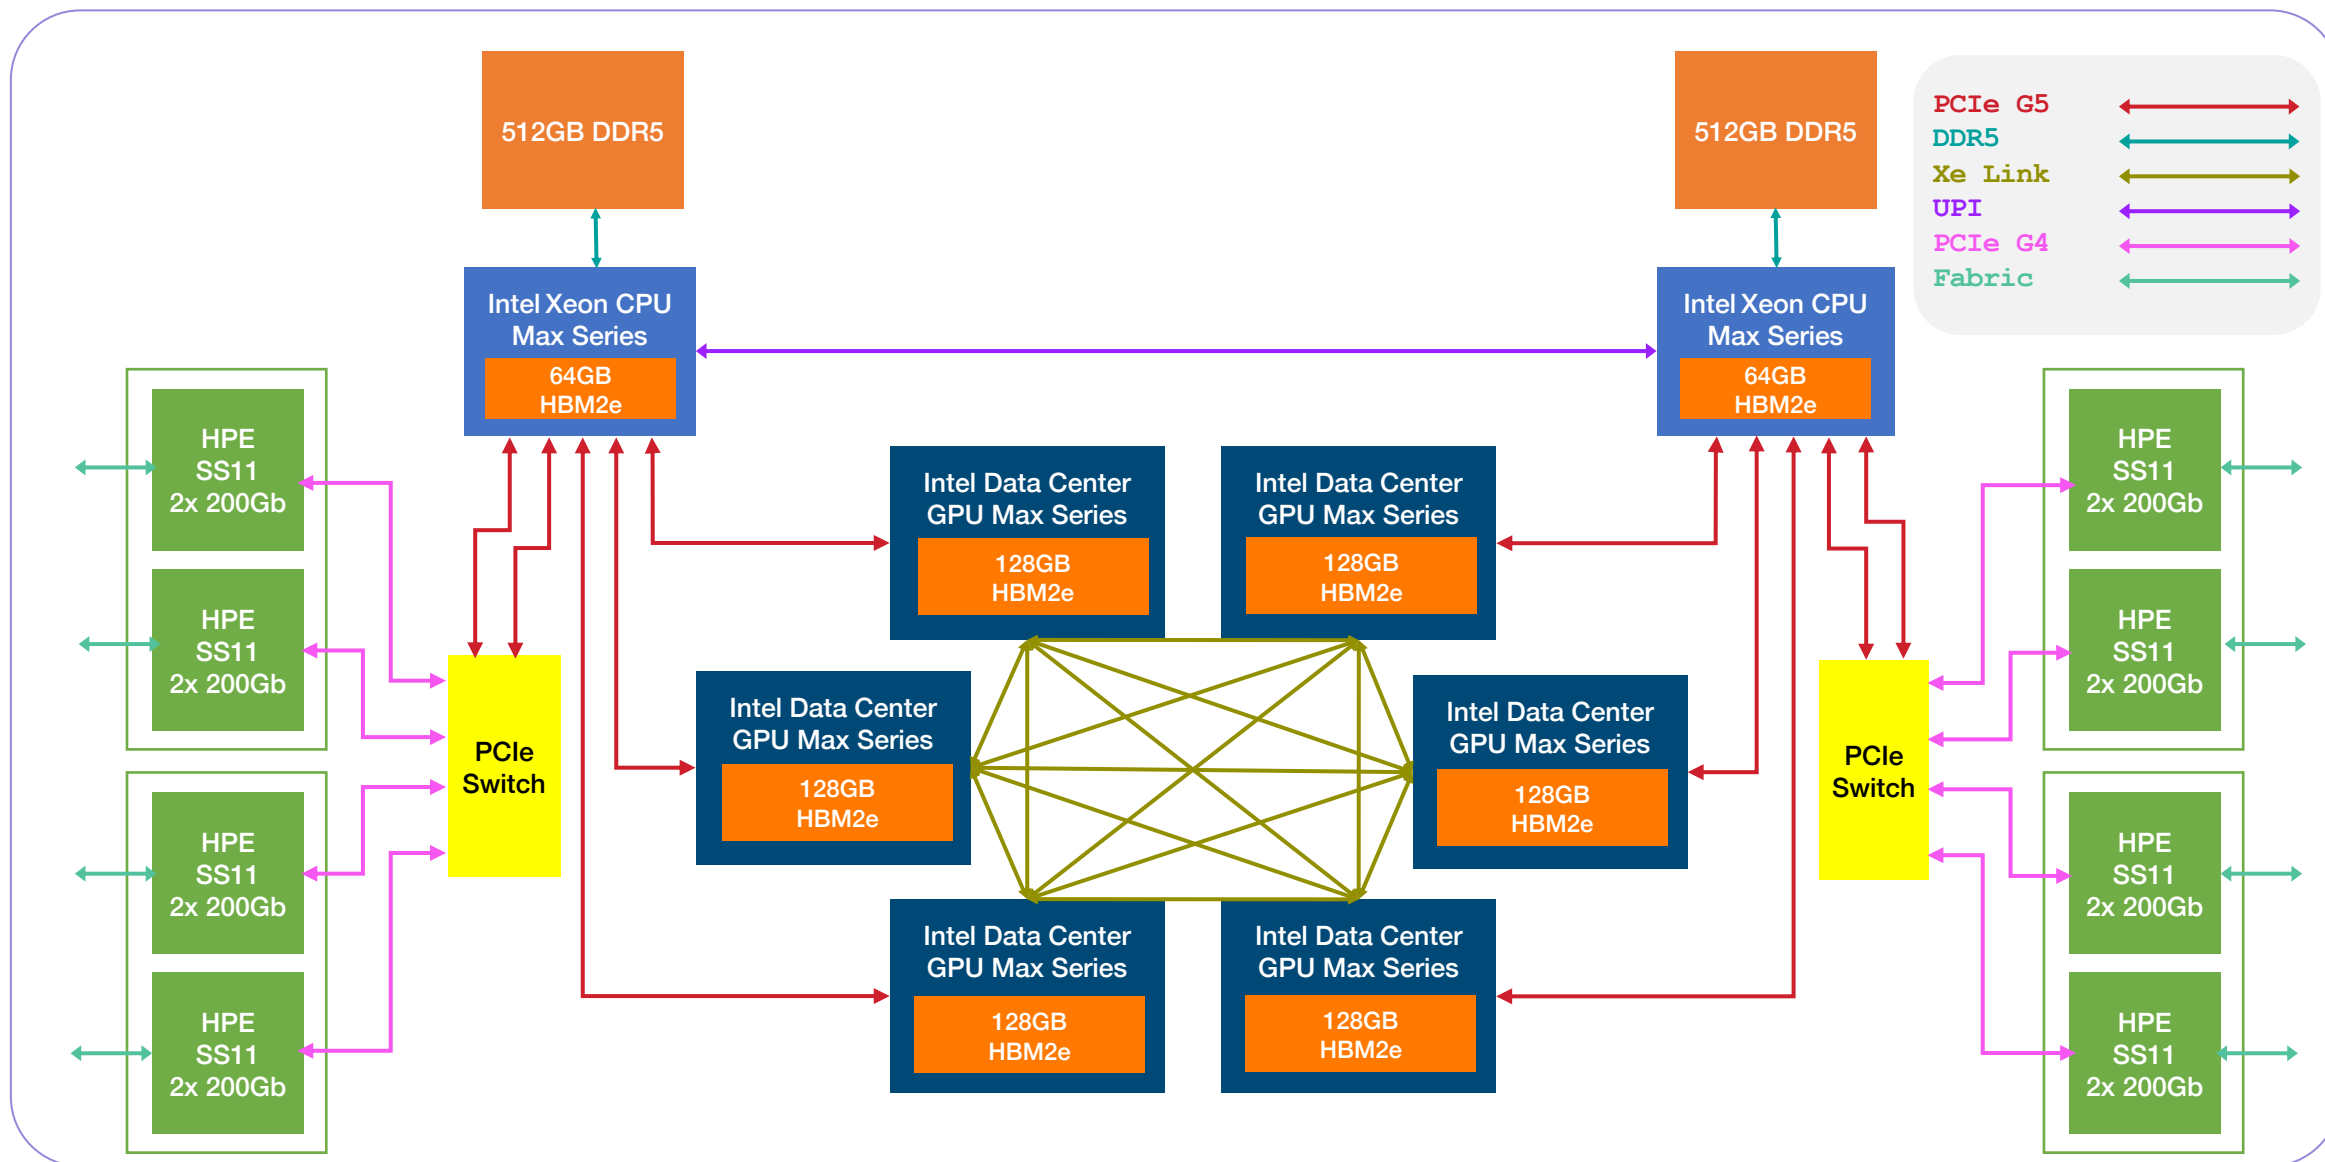 512GB DDR5
512GB DDR5
PCIe G5
DDR5
Xe Link
UPI
PCIe G4
Fabric
Intel Xeon CPU
Max Series
64GB
HBM2e
Intel Xeon CPU
Max Series
64GB
HBM2e
HPE
SS11
2x 200Gb
HPE
SS11
2x 200Gb
HPE
SS11
2x 200Gb
HPE
SS11
2x 200Gb
PCIe
Switch
Intel Data Center
GPU Max Series
128GB
HBM2e
Intel Data Center
GPU Max Series
128GB
HBM2e
Intel Data Center
GPU Max Series
128GB
HBM2e
Intel Data Center
GPU Max Series
128GB
HBM2e
Intel Data Center
GPU Max Series
128GB
HBM2e
Intel Data Center
GPU Max Series
128GB
HBM2e
PCIe
Switch
HPE
SS11
2x 200Gb
HPE
SS11
2x 200Gb
HPE
SS11
2x 200Gb
HPE
SS11
2x 200Gb